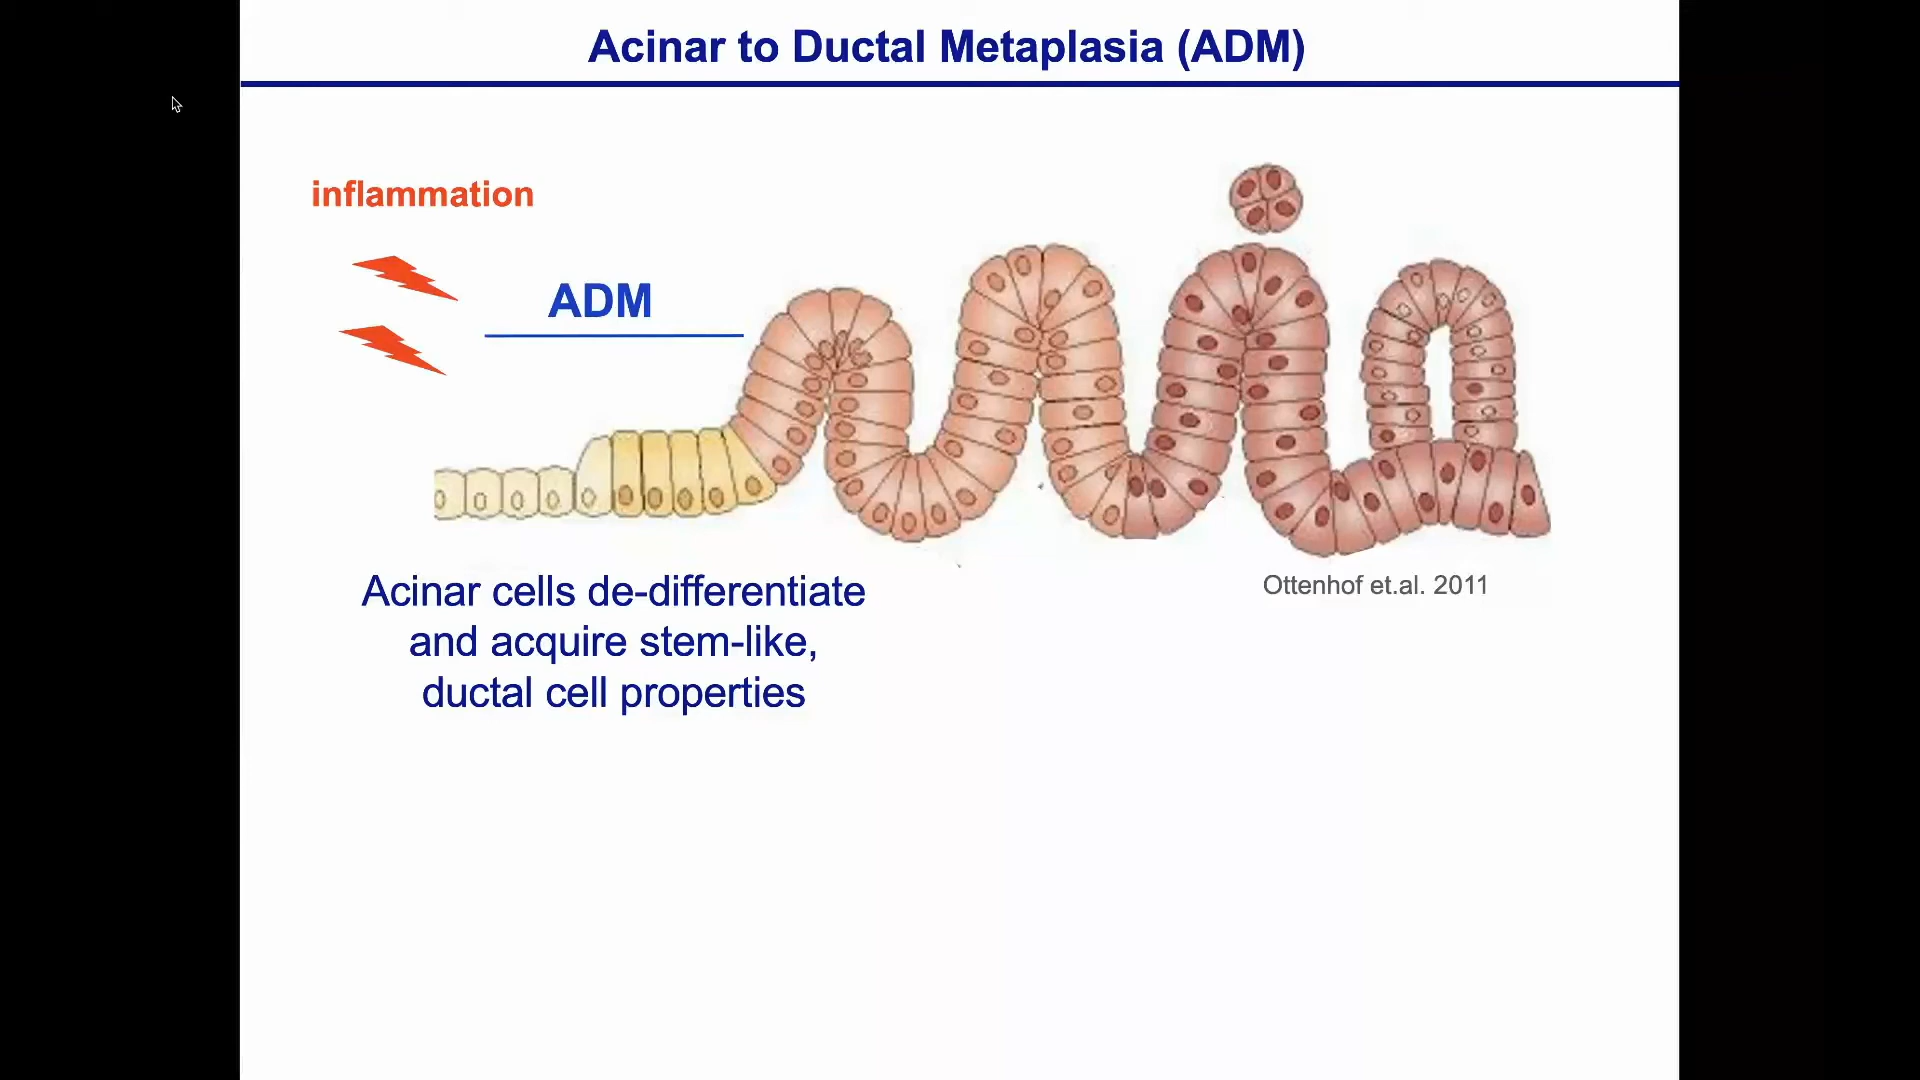 Acinar to Ductal Metaplasia (ADM)
inflammation
ADM
Acinar cells de-differentiate
and acquire stem-like,
ductal cell properties
Ottenhof et.al. 2011